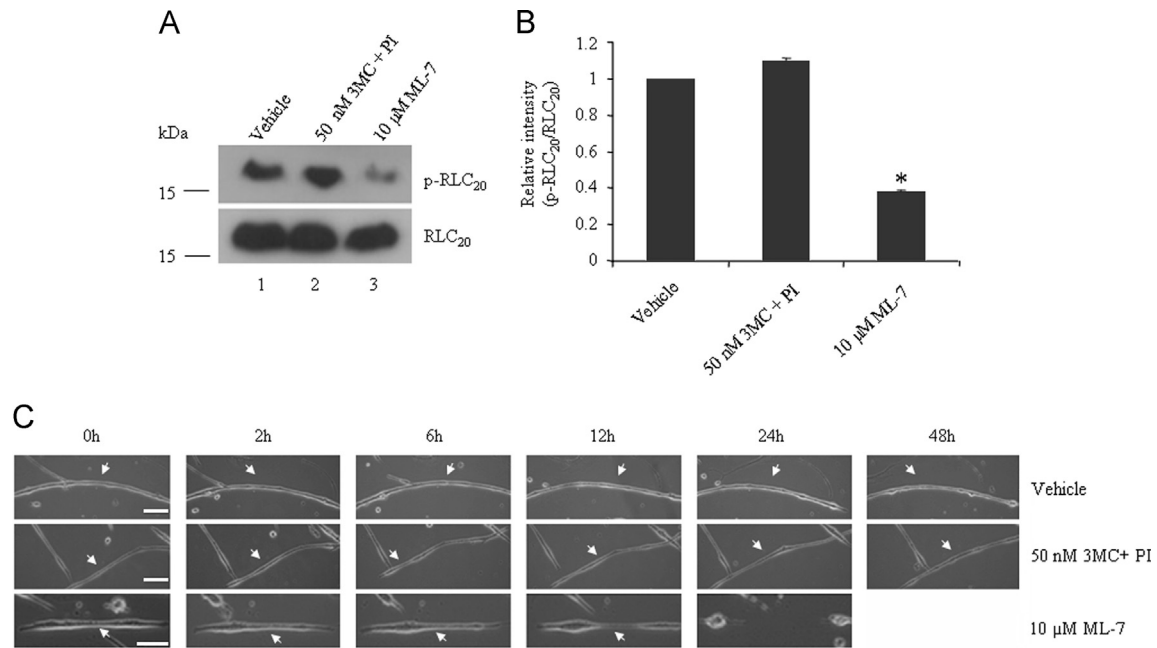 A
Vehicle
50 nM 3MC + PI
10 µM ML-7
kDa
15
p-RLC20
15
RLC20
1 2 3
B
Relative intensity
(p-RLC20/RLC20)
1.2
1
0.8
0.6
0.4
0.2
0
*
Vehicle
50 nM 3MC + PI
10 µM ML-7
C
0h 2h 6h 12h 24h 48h
Vehicle
50 nM 3MC+ PI
10 µM ML-7